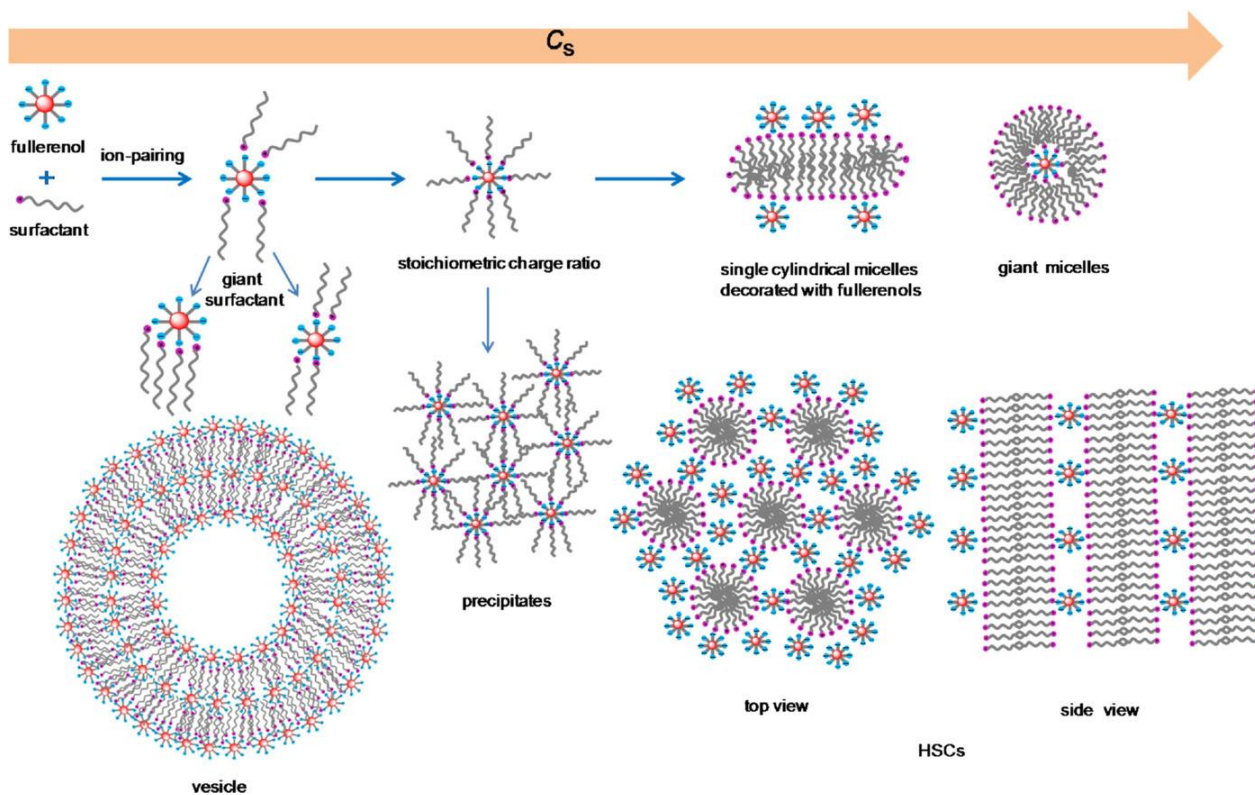 Cs
fullerenol
+
surfactant
ion-pairing
giant
surfactant
stoichiometric charge ratio
single cylindrical micelles
decorated with fullerenols
giant micelles
precipitates
vesicle
top view
side view
HSCs